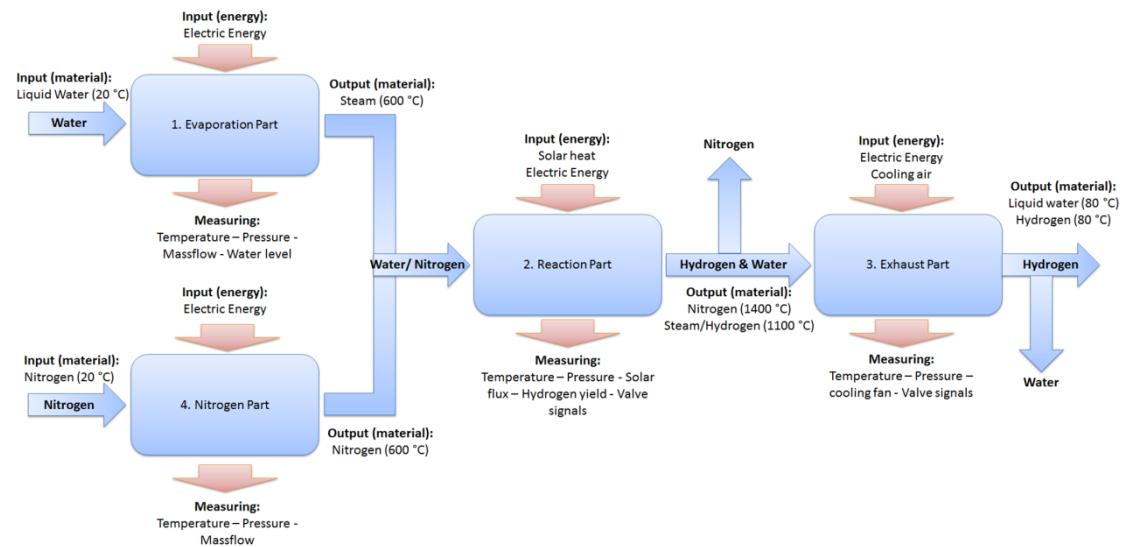 Input (energy):
Electric Energy
Input (material):
Liquid Water (20 °C)
Water
1. Evaporation Part
Output (material):
Steam (600 °C)
Measuring:
Temperature – Pressure -
Massflow - Water level
Input (energy):
Electric Energy
Input (material):
Nitrogen (20 °C)
Nitrogen
4. Nitrogen Part
Output (material):
Nitrogen (600 °C)
Measuring:
Temperature – Pressure -
Massflow
Water/ Nitrogen
Input (energy):
Solar heat
Electric Energy
2. Reaction Part
Measuring:
Temperature – Pressure - Solar
flux – Hydrogen yield - Valve
signals
Nitrogen
Hydrogen & Water
Output (material):
Nitrogen (1400 °C)
Steam/Hydrogen (1100 °C)
Input (energy):
Electric Energy
Cooling air
3. Exhaust Part
Measuring:
Temperature – Pressure –
cooling fan - Valve signals
Output (material):
Liquid water (80 °C)
Hydrogen (80 °C)
Hydrogen
Water